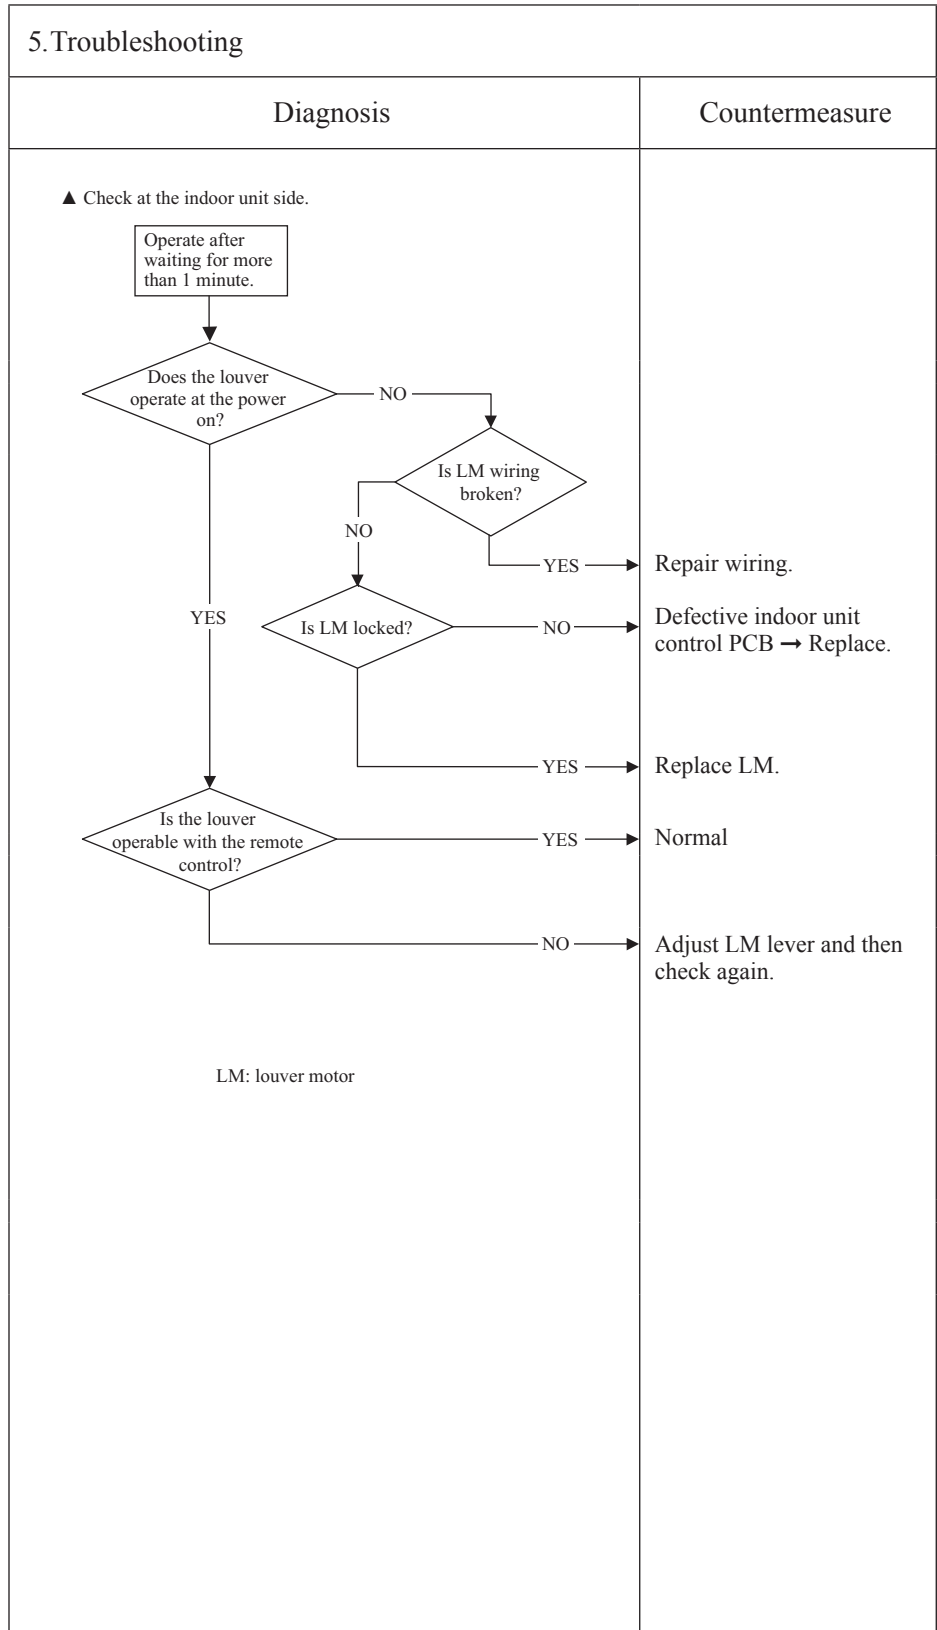 5.Troubleshooting
Diagnosis
Countermeasure
▲ Check at the indoor unit side.
Operate after
waiting for more
than 1 minute.
Does the louver
operate at the power
on?
NO
Is LM wiring
broken?
NO
YES
Repair wiring.
YES
Is LM locked?
NO
Defective indoor unit
control PCB → Replace.
YES
Replace LM.
Is the louver
operable with the remote
control?
YES
Normal
NO
Adjust LM lever and then
check again.
LM: louver motor